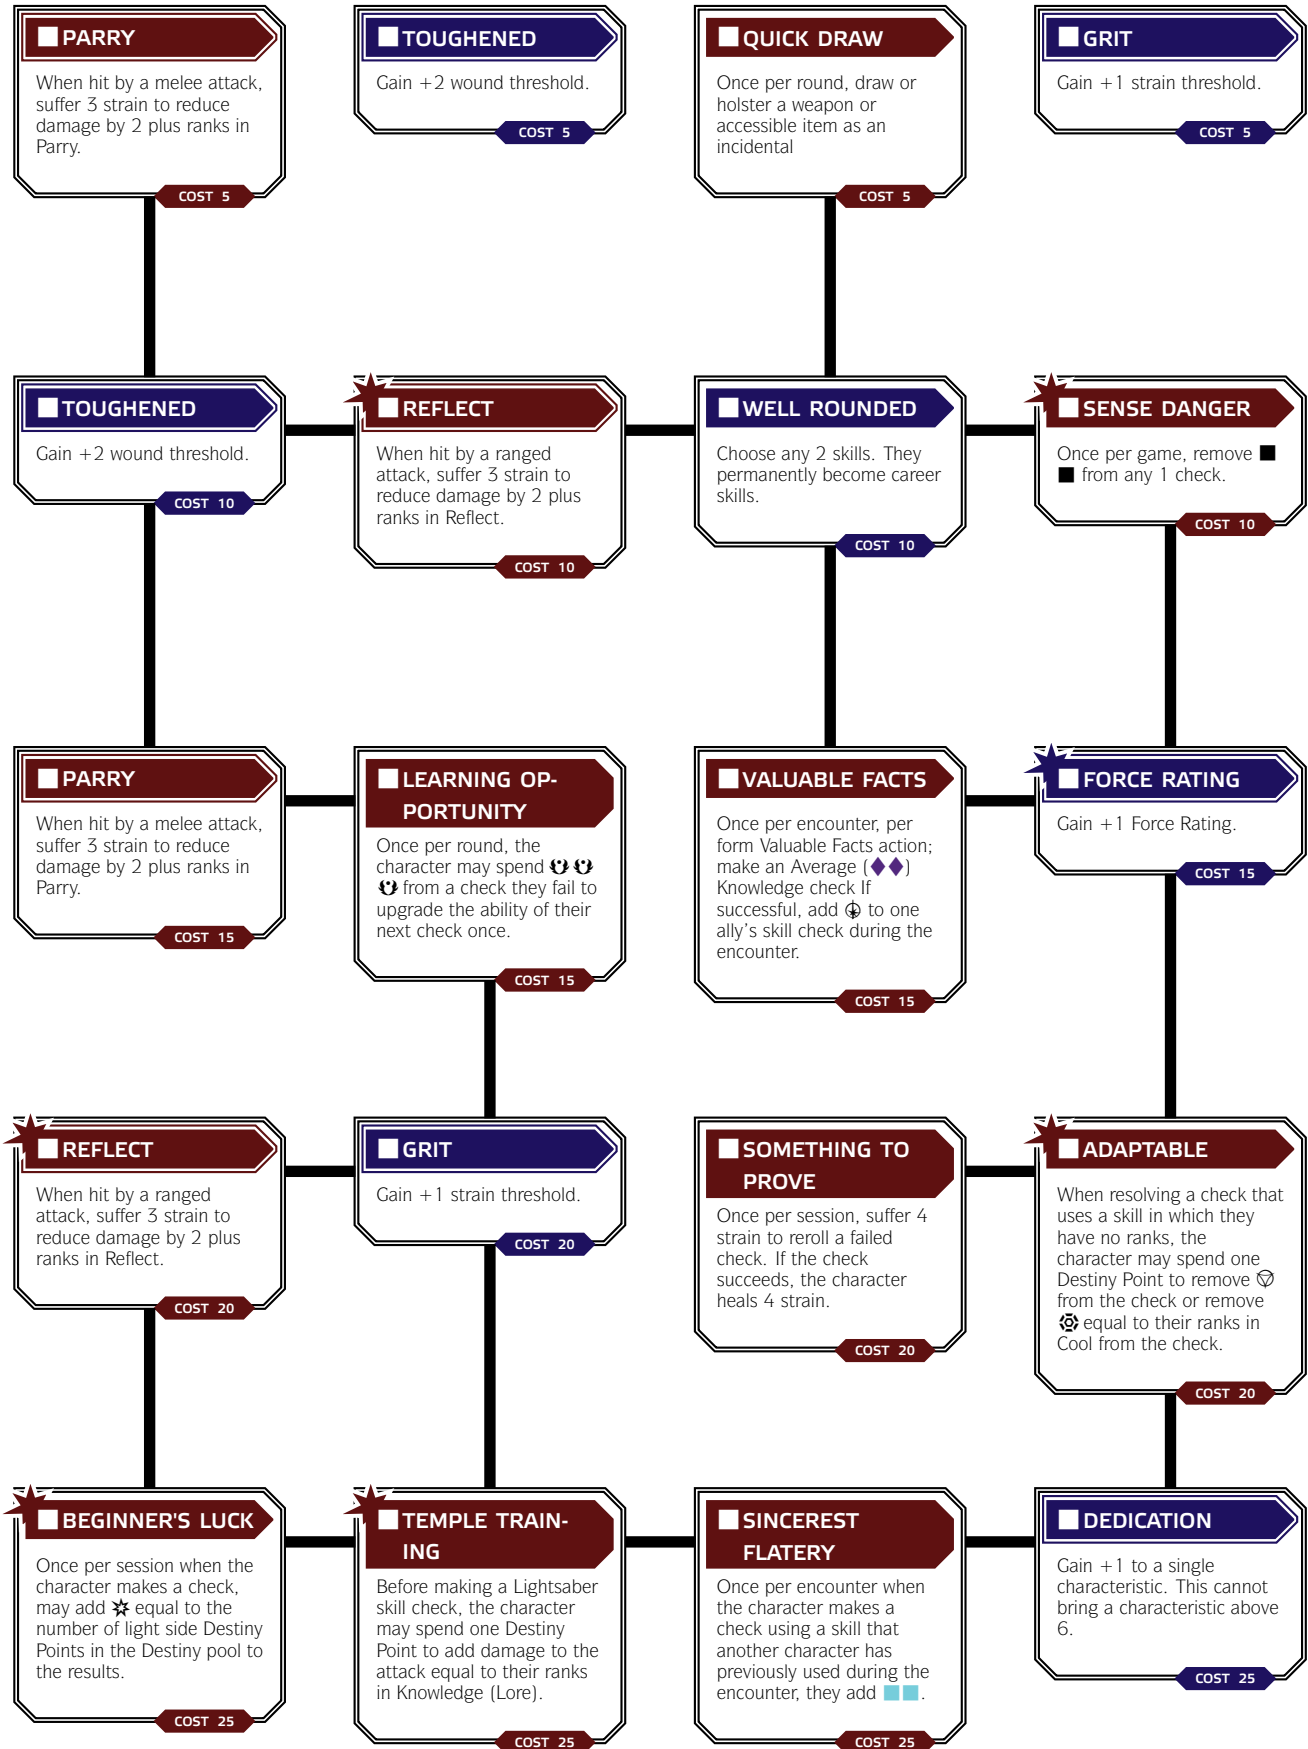 PARRY
When hit by a melee attack,
suffer 3 strain to reduce
damage by 2 plus ranks in
Parry.
COST 5
TOUGHENED
Gain +2 wound threshold.
COST 5
QUICK DRAW
Once per round, draw or
holster a weapon or
accessible item as an
incidental
COST 5
GRIT
Gain +1 strain threshold.
COST 5
TOUGHENED
Gain +2 wound threshold.
COST 10
REFLECT
When hit by a ranged
attack, suffer 3 strain to
reduce damage by 2 plus
ranks in Reflect.
COST 10
WELL ROUNDED
Choose any 2 skills. They
permanently become career
skills.
COST 10
SENSE DANGER
Once per game, remove
from any 1 check.
COST 10
PARRY
When hit by a melee attack,
suffer 3 strain to reduce
damage by 2 plus ranks in
Parry.
COST 15
LEARNING OP-
PORTUNITY
Once per round, the
character may spend
from a check they fail to
upgrade the ability of their
next check once.
COST 15
VALUABLE FACTS
Once per encounter, per
form Valuable Facts action;
make an Average (♦♦)
Knowledge check If
successful, add to one
ally's skill check during the
encounter.
COST 15
FORCE RATING
Gain +1 Force Rating.
COST 15
REFLECT
When hit by a ranged
attack, suffer 3 strain to
reduce damage by 2 plus
ranks in Reflect.
COST 20
GRIT
Gain +1 strain threshold.
COST 20
SOMETHING TO
PROVE
Once per session, suffer 4
strain to reroll a failed
check. If the check
succeeds, the character
heals 4 strain.
COST 20
ADAPTABLE
When resolving a check that
uses a skill in which they
have no ranks, the
character may spend one
Destiny Point to remove
from the check or remove
equal to their ranks in
Cool from the check.
COST 20
BEGINNER'S LUCK
Once per session when the
character makes a check,
may add equal to the
number of light side Destiny
Points in the Destiny pool to
the results.
COST 25
TEMPLE TRAIN-
ING
Before making a Lightsaber
skill check, the character
may spend one Destiny
Point to add damage to the
attack equal to their ranks
in Knowledge (Lore).
COST 25
SINCEREST
FLATERY
Once per encounter when
the character makes a
check using a skill that
another character has
previously used during the
encounter, they add .
COST 25
DEDICATION
Gain +1 to a single
characteristic. This cannot
bring a characteristic above
6.
COST 25